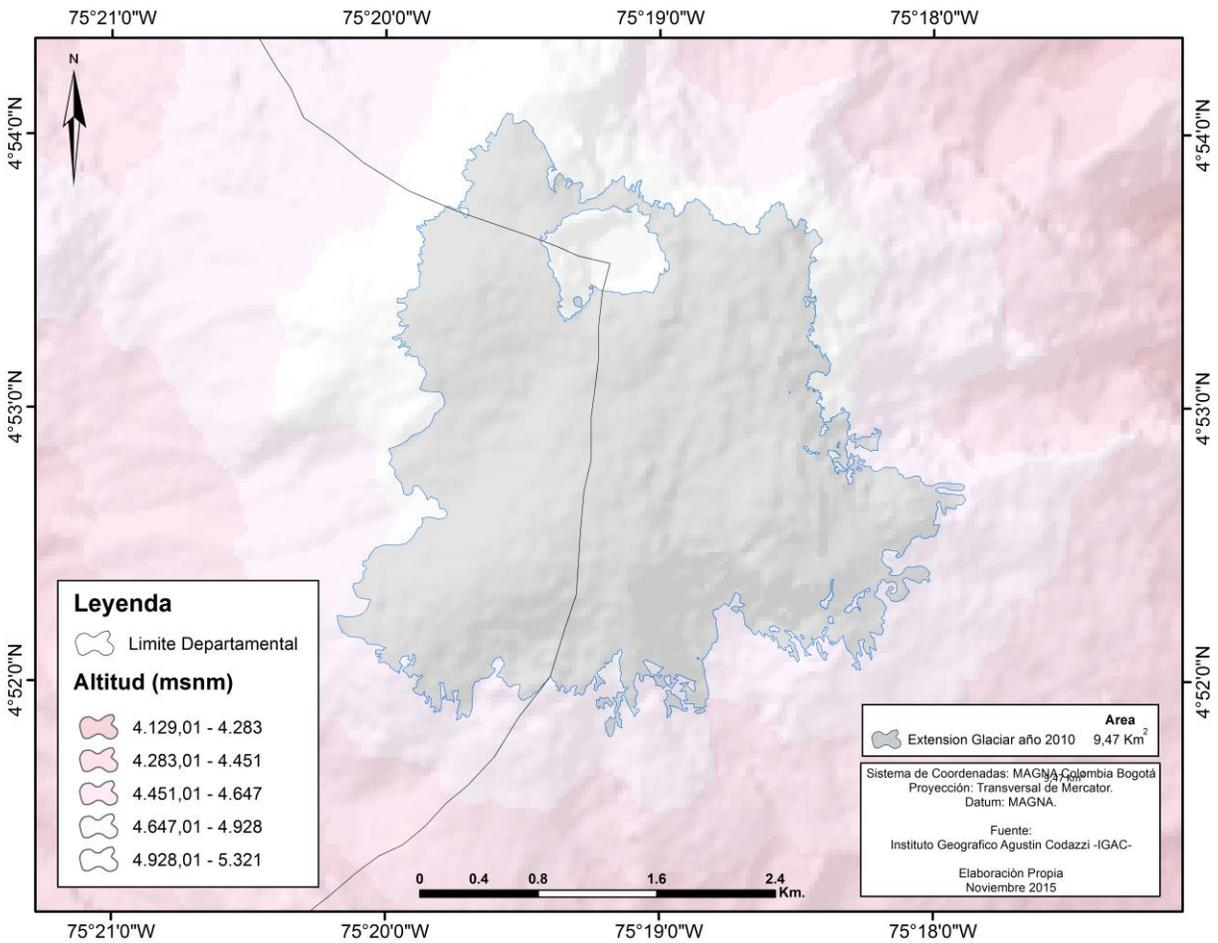 75°21'0"W 75°20'0"W 75°19'0"W 75°18'0"W
N
4°54'0"N 4°54'0"N
4°53'0"N 4°53'0"N
4°52'0"N 4°52'0"N
Leyenda
Limite Departamental
Altitud (msnm)
4.129,01 - 4.283
4.283,01 - 4.451
4.451,01 - 4.647
4.647,01 - 4.928
4.928,01 - 5.321
0 0.4 0.8 1.6 2.4
Km.
Area
Extension Glaciar año 2010 9,47 Km2
Sistema de Coordenadas: MAGNA Colombia Bogotá
9,47 Km2
Proyección: Transversal de Mercator.
Datum: MAGNA.
Fuente:
Instituto Geografico Agustin Codazzi -IGAC-
Elaboraciòn Propia
Noviembre 2015
75°21'0"W 75°20'0"W 75°19'0"W 75°18'0"W